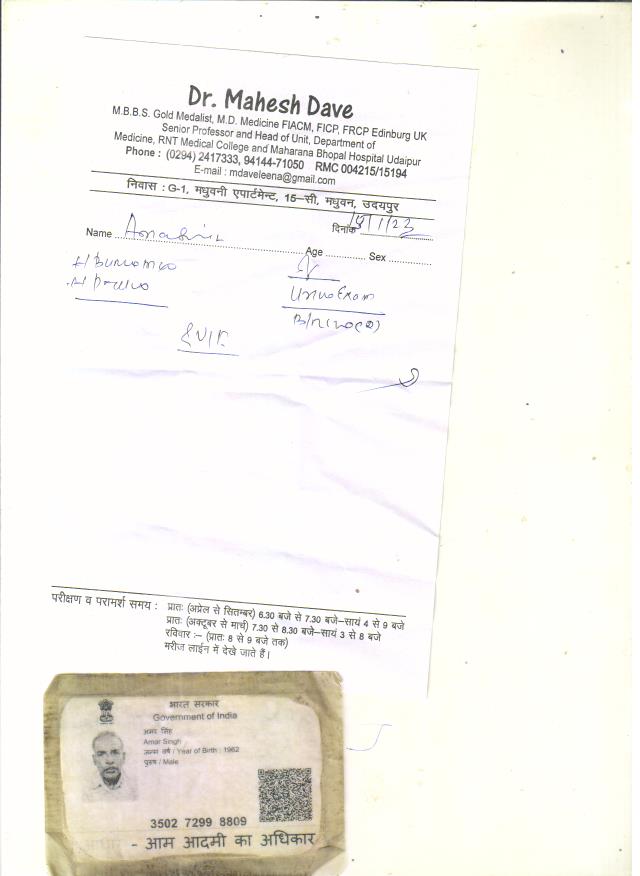 Dr. Mahesh Dave
M.B.B.S. Gold Medalist, M.D. Medicine FIACM, FICP, FRCP Edinburg UK
Senior Professor and Head of Unit, Department of
Medicine, RNT Medical College and Maharana Bhopal Hospital Udaipur
Phone : (0294) 2417333, 94144-71050 RMC 004215/15194
E-mail : mdaveleena@gmail.com
निवास : G-1, मधुवनी एपार्टमेन्ट, 15-सी, मधुवन, उदयपुर
दिनांक
Name
Age Sex
Urine Exam
परीक्षण व परामर्श समय : प्रातः (अप्रेल से सितम्बर) 6.30 बजे से 7.30 बजे-सायं 4 से 9 बजे
प्रातः (अक्टूबर से मार्च) 7.30 से 8.30 बजे-सायं 3 से 8 बजे
रविवार :- (प्रातः 8 से 9 बजे तक)
मरीज लाईन में देखे जाते हैं।
भारत सरकार
Government of India
अमर सिंह
Amar Singh
जन्म वर्ष / Year of Birth : 1962
पुरुष / Male
3502 7299 8809
- आम आदमी का अधिकार